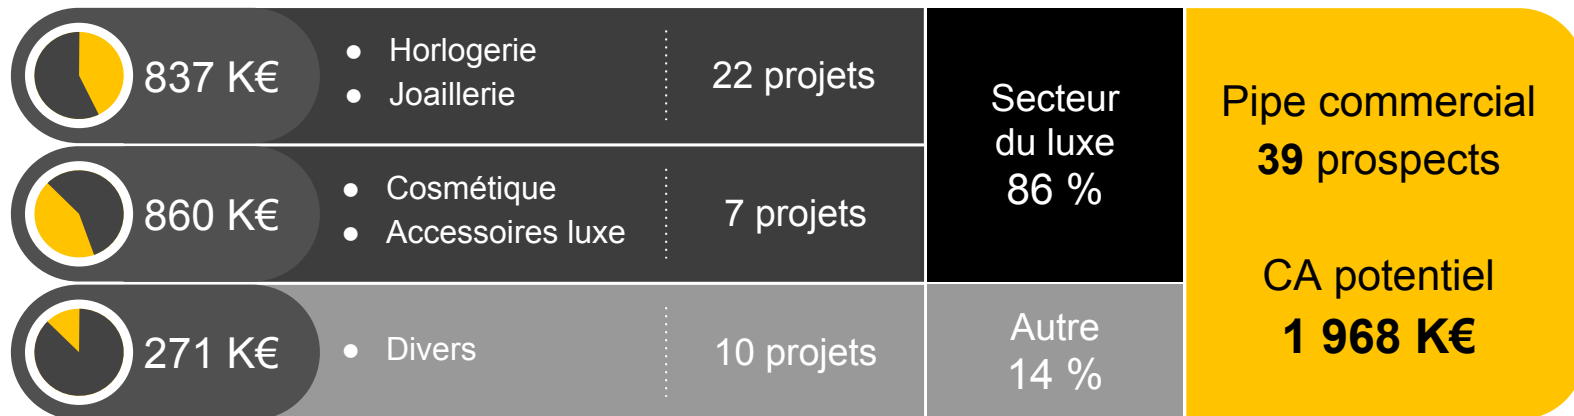 837 K€
● Horlogerie
● Joaillerie
22 projets
860 K€
● Cosmétique
● Accessoires luxe
7 projets
271 K€
● Divers
10 projets
Secteur
du luxe
86 %
Autre
14 %
Pipe commercial
39 prospects
CA potentiel
1 968 K€